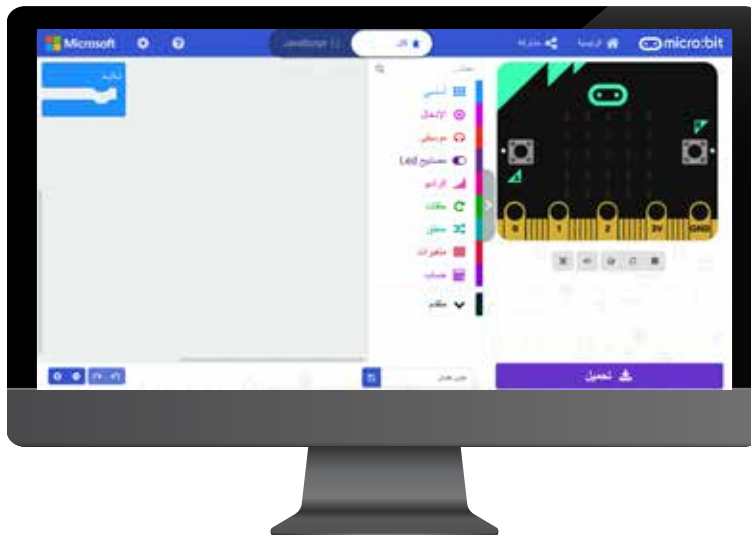 micro:bit
الرئيسية
مشاركة
JavaScript {}
Microsoft
أساسي
الإدخال
موسيقى
مصابيح Led
الراديو
حلقات
منطق
متغيرات
حساب
متقدم
0 1 2 3V GND
تحميل